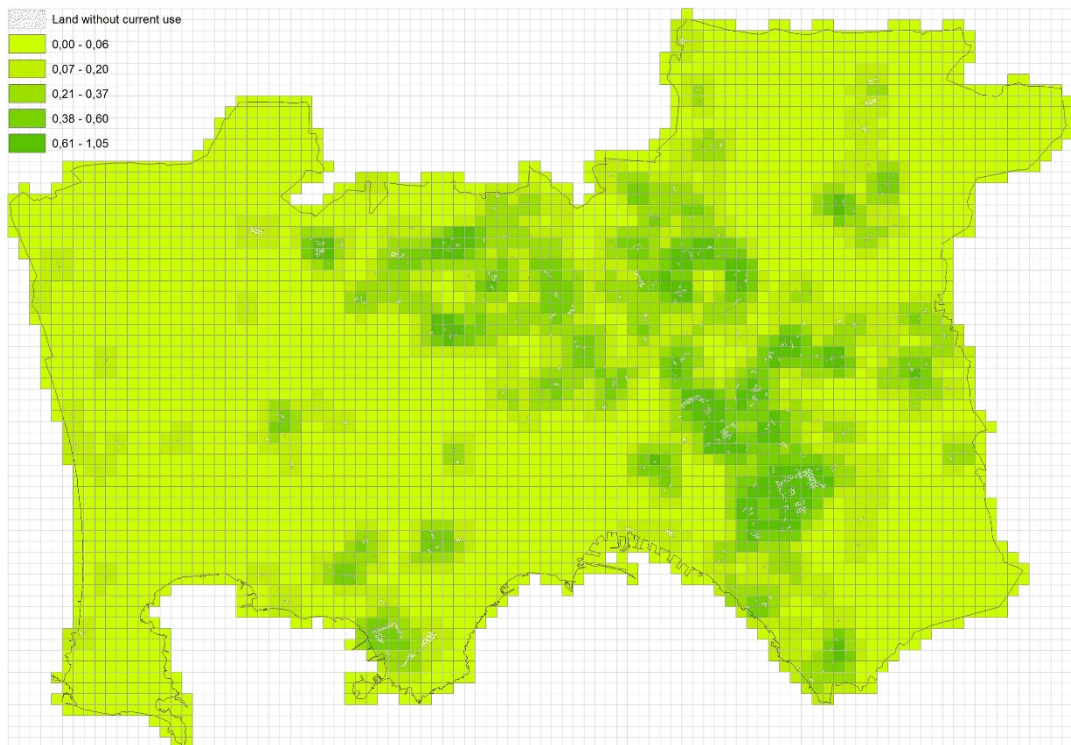 Land without current use
0,00 - 0,06
0,07 - 0,20
0,21 - 0,37
0,38 - 0,60
0,61 - 1,05